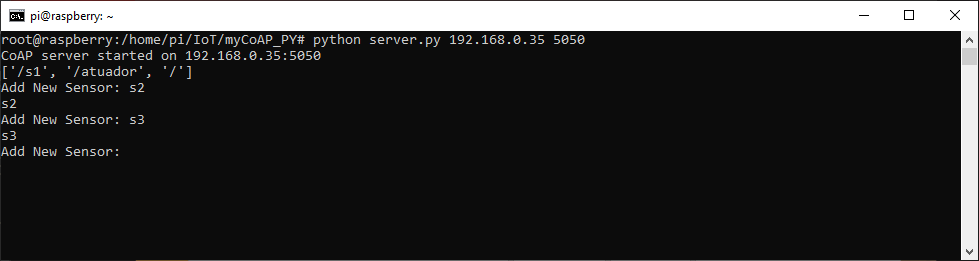 pi@raspberry: ~
root@raspberry:/home/pi/IoT/myCoAP_PY# python server.py 192.168.0.35 5050
CoAP server started on 192.168.0.35:5050
['/s1', '/atuador', '/']
Add New Sensor: s2
s2
Add New Sensor: s3
s3
Add New Sensor: